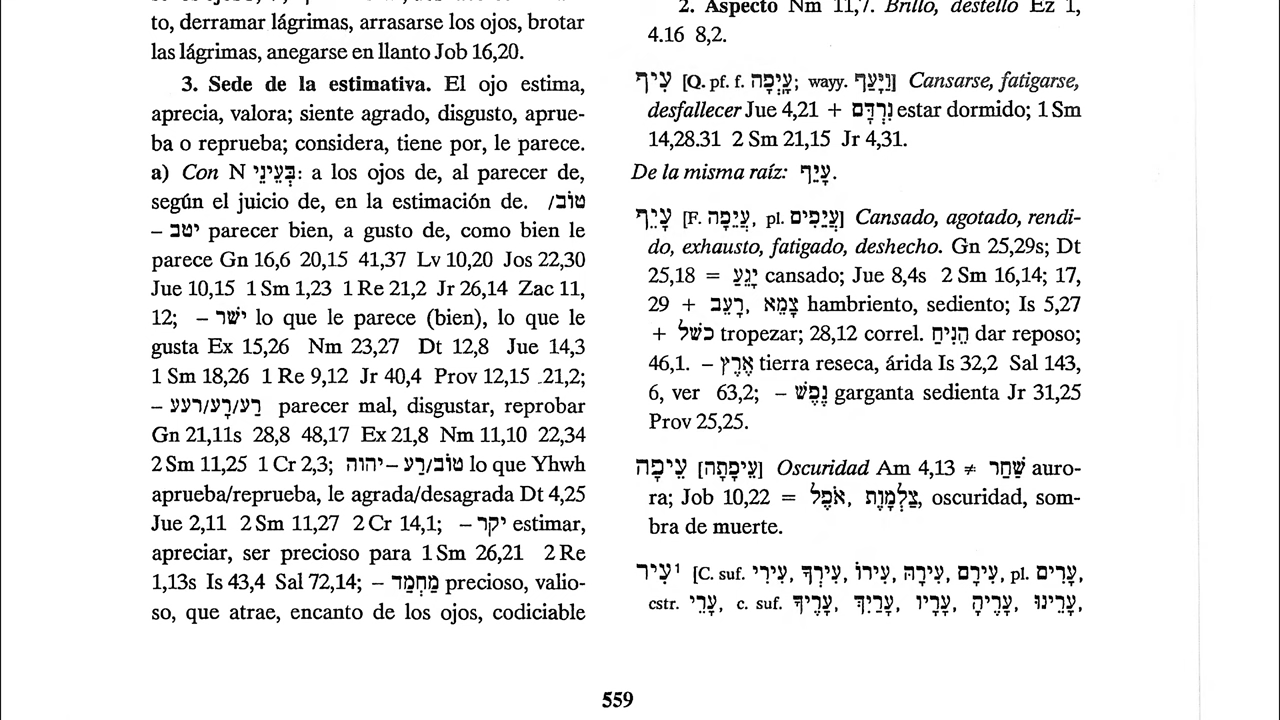 to, derramar lágrimas, arrasarse los ojos, brotar
las lágrimas, anegarse en llanto Job 16,20.
3. Sede de la estimativa. El ojo estima,
aprecia, valora; siente agrado, disgusto, aprue-
ba o reprueba; considera, tiene por, le parece.
a) Con N בְּעֵינֵי: a los ojos de, al parecer de,
según el juicio de, en la estimación de. טוֹב/
– יטב parecer bien, a gusto de, como bien le
parece Gn 16,6 20,15 41,37 Lv 10,20 Jos 22,30
Jue 10,15 1 Sm 1,23 1 Re 21,2 Jr 26,14 Zac 11,
12; – ישׁר lo que le parece (bien), lo que le
gusta Ex 15,26 Nm 23,27 Dt 12,8 Jue 14,3
1 Sm 18,26 1 Re 9,12 Jr 40,4 Prov 12,15 21,2;
– רַע/רָע/רעע parecer mal, disgustar, reprobar
Gn 21,11s 28,8 48,17 Ex 21,8 Nm 11,10 22,34
2 Sm 11,25 1 Cr 2,3; טוֹב/רַע–יהוה lo que Yhwh
aprueba/reprueba, le agrada/desagrada Dt 4,25
Jue 2,11 2 Sm 11,27 2 Cr 14,1; – יקר estimar,
apreciar, ser precioso para 1 Sm 26,21 2 Re
1,13s Is 43,4 Sal 72,14; – מַחְמַד precioso, valio-
so, que atrae, encanto de los ojos, codiciable
2. Aspecto Nm 11,7. Brillo, destello Ez 1,
4.16 8,2.
עיף [Q. pf. f. עָֽיְפָה; wayy. וַיָּעַף] Cansarse, fatigarse,
desfallecer Jue 4,21 + נִרְדָּם estar dormido; 1 Sm
14,28.31 2 Sm 21,15 Jr 4,31.
De la misma raíz: עָיֵף.
עָיֵף [F. עֲיֵפָה, pl. עֲיֵפִים] Cansado, agotado, rendi-
do, exhausto, fatigado, deshecho. Gn 25,29s; Dt
25,18 = יָגֵעַ cansado; Jue 8,4s 2 Sm 16,14; 17,
29 + רָעֵב, צָמֵא hambriento, sediento; Is 5,27
+ כשׁל tropezar; 28,12 correl. הֵנִיחַ dar reposo;
46,1. – אֶרֶץ tierra reseca, árida Is 32,2 Sal 143,
6, ver 63,2; – נֶפֶשׁ garganta sedienta Jr 31,25
Prov 25,25.
עֵיפָה [עֵיפָתָה] Oscuridad Am 4,13 ≠ שַׁחַר auro-
ra; Job 10,22 = אֹפֶל, צַלְמָוֶת, oscuridad, som-
bra de muerte.
עִיר¹ [C. suf. עִירִי, עִירְךָ, עִירוֹ, עִירָהּ, עִירָם, pl. עָרִים,
cstr. עָרֵי, c. suf. עָרֶיךָ, עָרַיִךְ, עָרָיו, עָרֶיהָ, עָרֵינוּ,
559